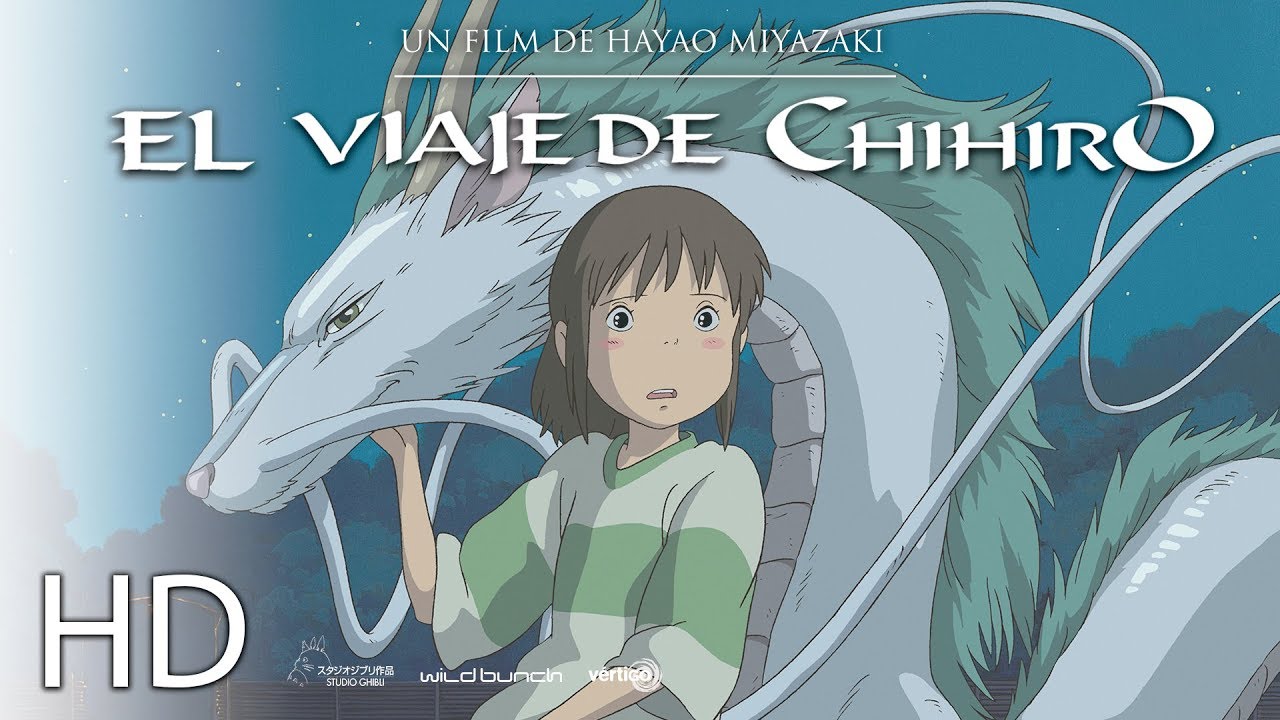 UN FILM DE HAYAO MIYAZAKI
EL VIAJE DE CHIHIRO
HD
スタジオジブリ作品
STUDIO GHIBLI
wild bunch
vértigo